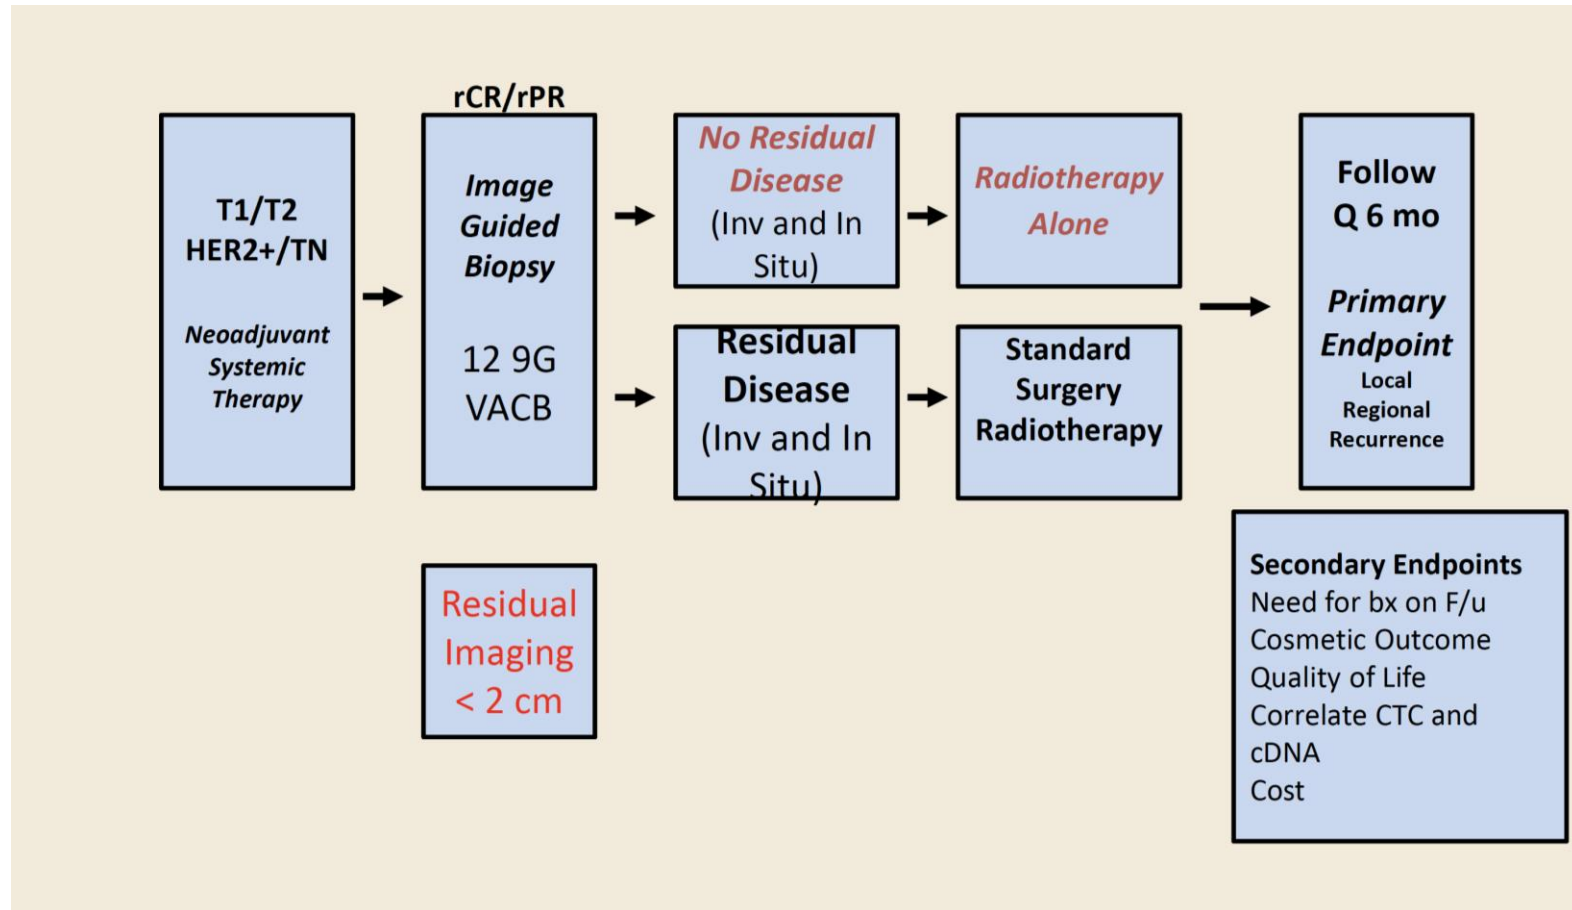 T1/T2
HER2+/TN
Neoadjuvant
Systemic
Therapy
rCR/rPR
Image
Guided
Biopsy
12 9G
VACB
Residual
Imaging
< 2 cm
No Residual
Disease
(Inv and In
Situ)
Residual
Disease
(Inv and In
Situ)
Radiotherapy
Alone
Standard
Surgery
Radiotherapy
Follow
Q 6 mo
Primary
Endpoint
Local
Regional
Recurrence
Secondary Endpoints
Need for bx on F/u
Cosmetic Outcome
Quality of Life
Correlate CTC and
cDNA
Cost